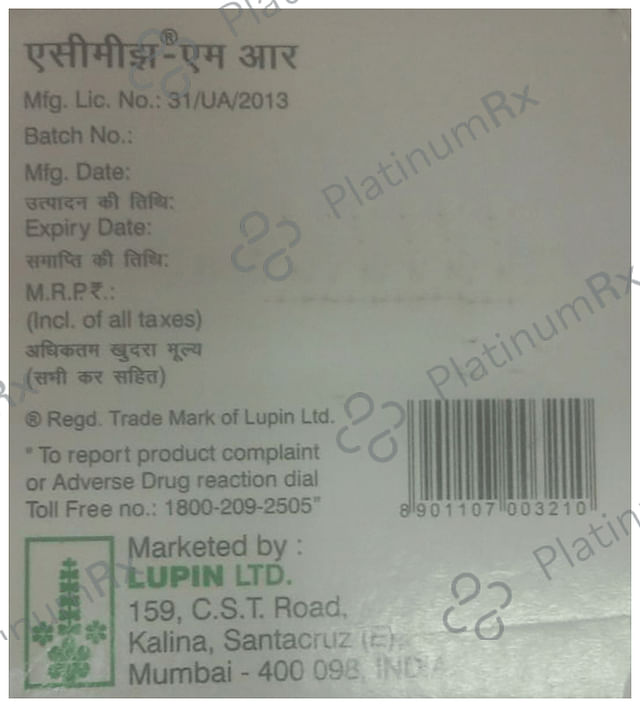 एसीमीझ®-एम आर
Mfg. Lic. No.: 31/UA/2013
Batch No.:
Mfg. Date:
उत्पादन की तिथि:
Expiry Date:
समाप्ति की तिथि:
M.R.P.₹.:
(Incl. of all taxes)
अधिकतम खुदरा मूल्य
(सभी कर सहित)
® Regd. Trade Mark of Lupin Ltd.
"To report product complaint
or Adverse Drug reaction dial
Toll Free no.: 1800-209-2505"
8 901107 003210
Marketed by :
LUPIN LTD.
159, C.S.T. Road,
Kalina, Santacruz (E),
Mumbai - 400 098, INDIA
PlatinumRx
PlatinumRx